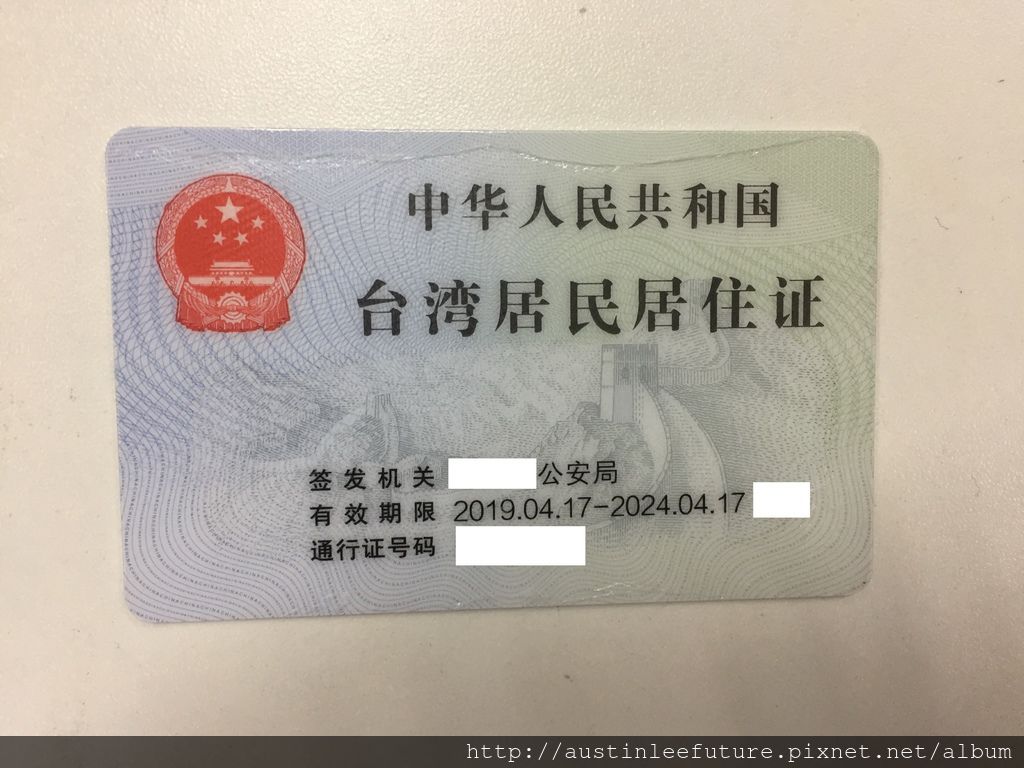 中华人民共和国
台湾居民居住证
签发机关 公安局
有效期限 2019.04.17-2024.04.17
通行证号码
http://austinleefuture.pixnet.net/album